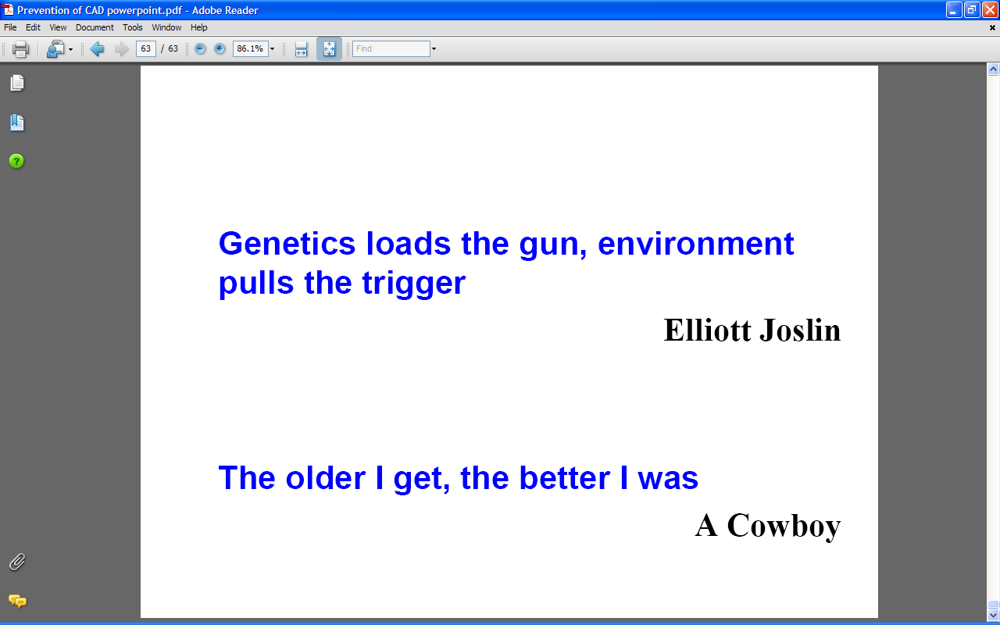 Prevention of CAD powerpoint.pdf - Adobe Reader
File Edit View Document Tools Window Help
63 / 63 86.1% Find
Genetics loads the gun, environment
pulls the trigger
Elliott Joslin
The older I get, the better I was
A Cowboy